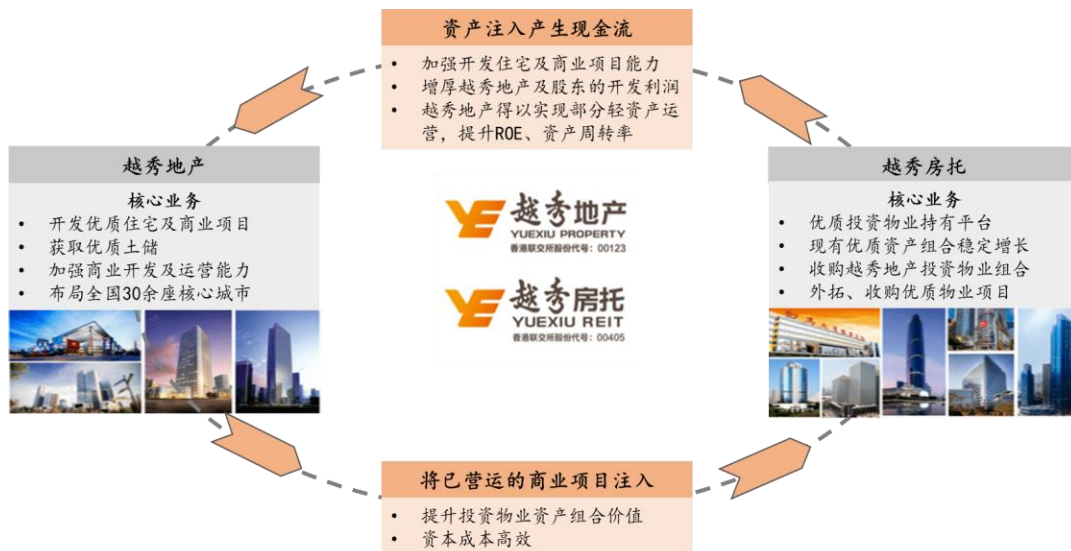 资产注入产生现金流
• 加强开发住宅及商业项目能力
• 增厚越秀地产及股东的开发利润
• 越秀地产得以实现部分轻资产运
营，提升ROE、资产周转率
越秀地产
核心业务
• 开发优质住宅及商业项目
• 获取优质土储
• 加强商业开发及运营能力
• 布局全国30余座核心城市
越秀地产
YUEXIU PROPERTY
香港联交所股份代号：00123
越秀房托
YUEXIU REIT
香港联交所股份代号：00405
越秀房托
核心业务
• 优质投资物业持有平台
• 现有优质资产组合稳定增长
• 收购越秀地产投资物业组合
• 外拓、收购优质物业项目
将已营运的商业项目注入
• 提升投资物业资产组合价值
• 资本成本高效